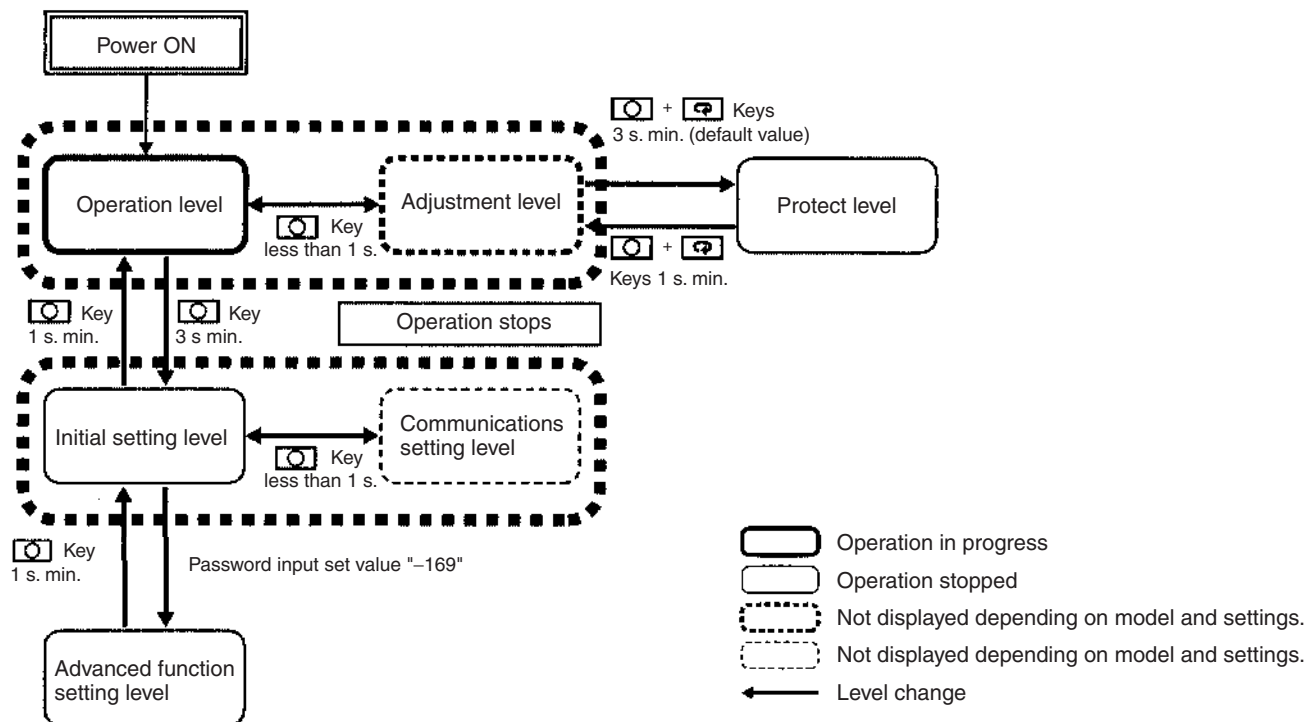 Power ON
+ Keys
3 s. min. (default value)
Operation level
Adjustment level
Protect level
Key
less than 1 s.
+
Keys 1 s. min.
Key
1 s. min.
Key
3 s min.
Operation stops
Initial setting level
Communications
setting level
Key
less than 1 s.
Key
1 s. min.
Password input set value "–169"
Advanced function
setting level
Operation in progress
Operation stopped
Not displayed depending on model and settings.
Not displayed depending on model and settings.
Level change